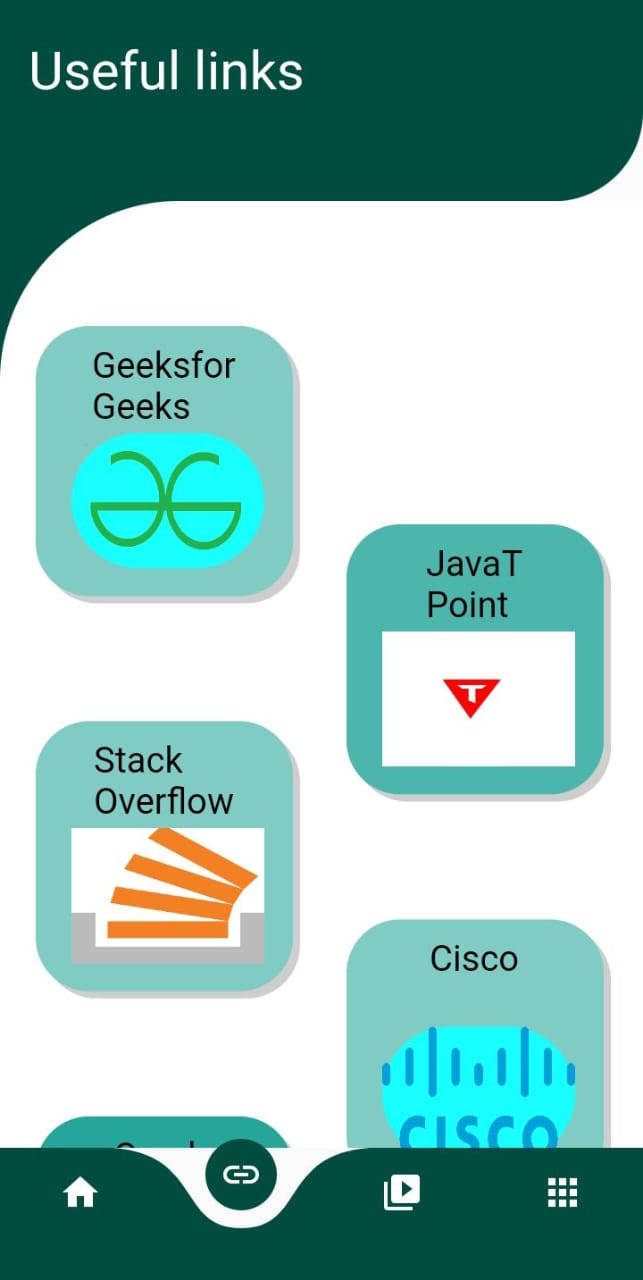 Useful links
Geeksfor
Geeks
JavaT
Point
T
Stack
Overflow
Cisco
CISCO